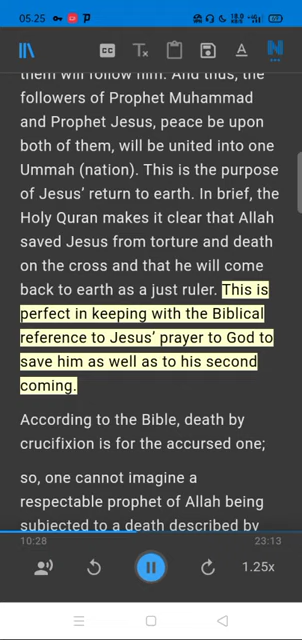 05.25
CC
them will follow him. And thus, the
followers of Prophet Muhammad
and Prophet Jesus, peace be upon
both of them, will be united into one
Ummah (nation). This is the purpose
of Jesus’ return to earth. In brief, the
Holy Quran makes it clear that Allah
saved Jesus from torture and death
on the cross and that he will come
back to earth as a just ruler. This is
perfect in keeping with the Biblical
reference to Jesus’ prayer to God to
save him as well as to his second
coming.
According to the Bible, death by
crucifixion is for the accursed one;
so, one cannot imagine a
respectable prophet of Allah being
subjected to a death described by
10:28
23:13
1.25x